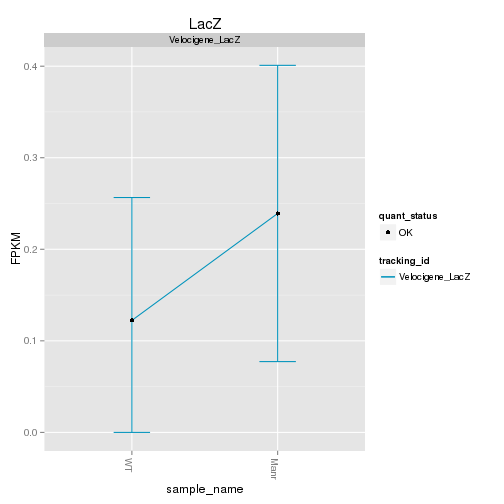 LacZ
Velocigene_LacZ
0.4
0.3
0.2
0.1
0.0
FPKM
WT
Manr
sample_name
quant_status
OK
tracking_id
Velocigene_LacZ